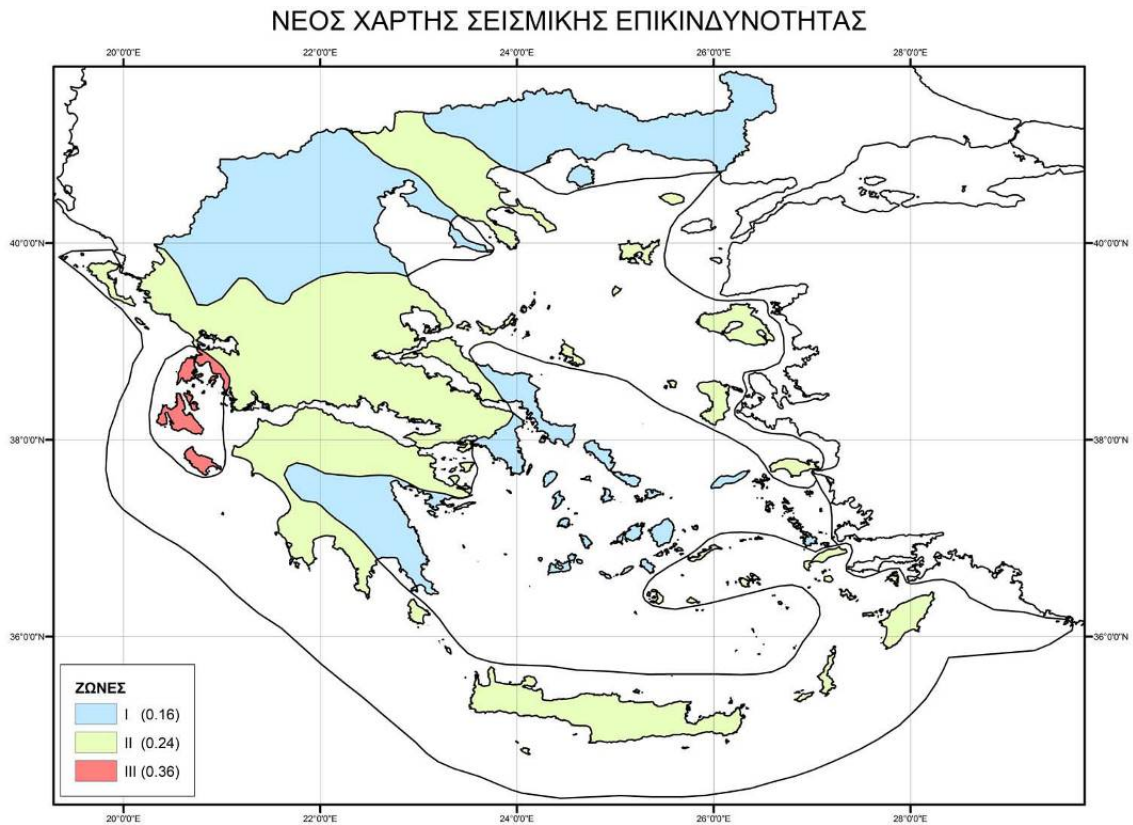 ΝΕΟΣ ΧΑΡΤΗΣ ΣΕΙΣΜΙΚΗΣ ΕΠΙΚΙΝΔΥΝΟΤΗΤΑΣ
20°0'0"E 22°0'0"E 24°0'0"E 26°0'0"E 28°0'0"E
40°0'0"N 40°0'0"N
38°0'0"N 38°0'0"N
36°0'0"N 36°0'0"N
ΖΩΝΕΣ
I (0.16)
II (0.24)
III (0.36)
20°0'0"E 22°0'0"E 24°0'0"E 26°0'0"E 28°0'0"E